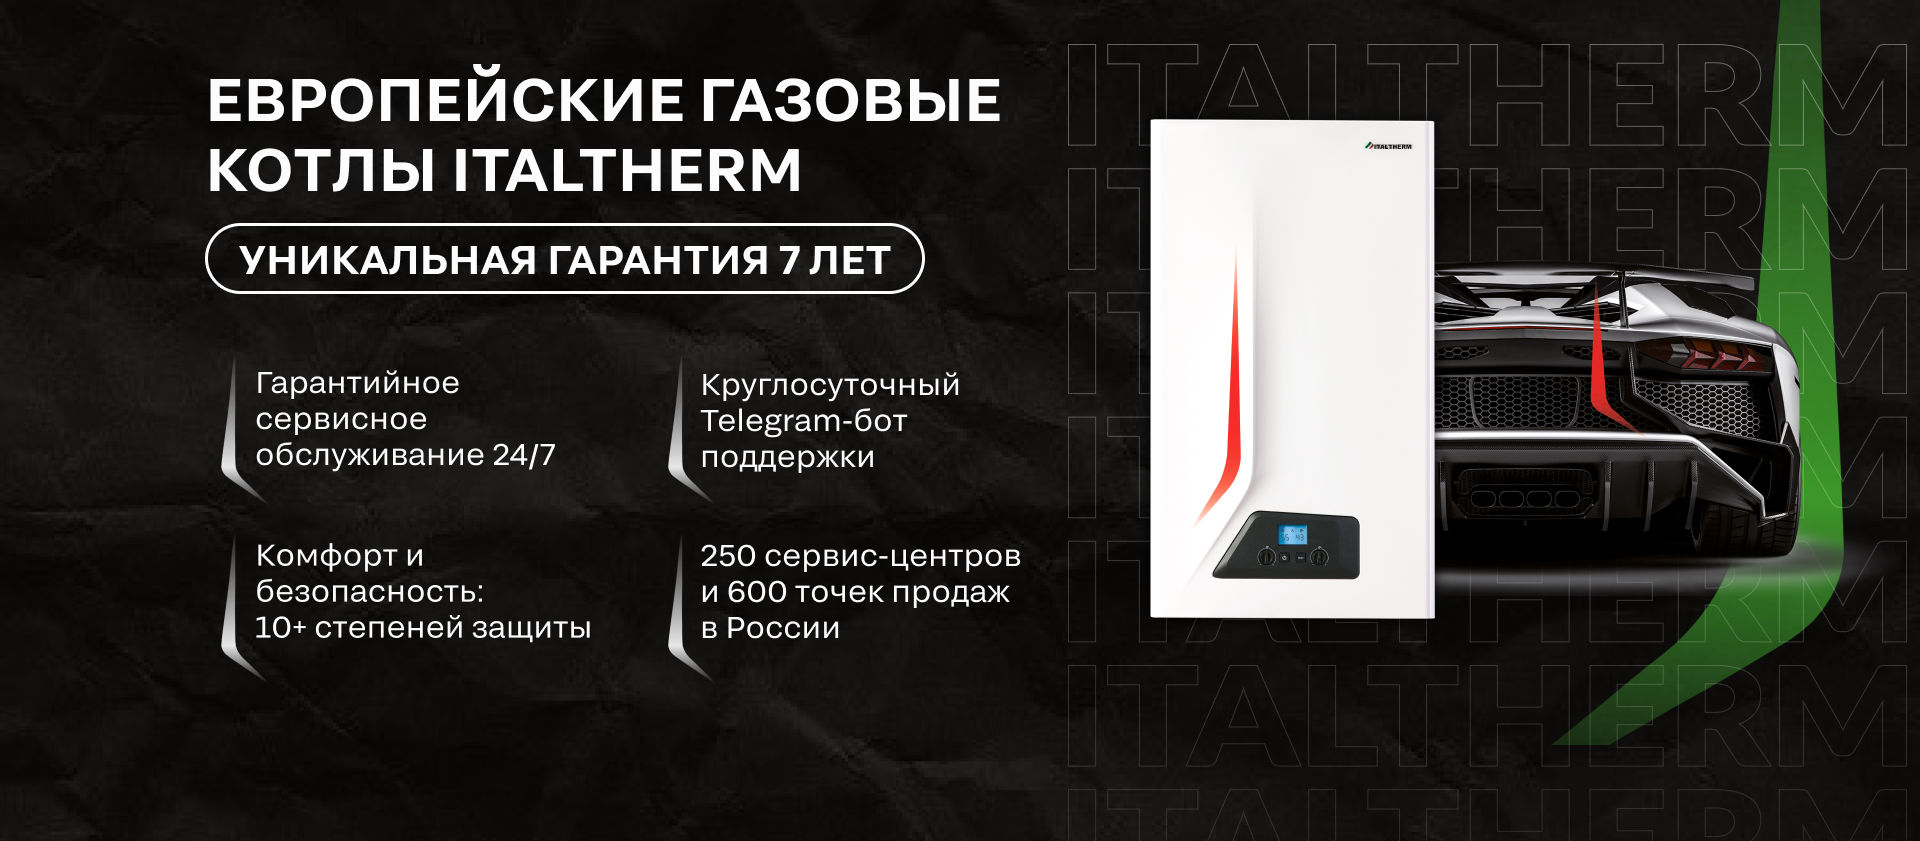 ЕВРОПЕЙСКИЕ ГАЗОВЫЕ
КОТЛЫ ITALTHERM
УНИКАЛЬНАЯ ГАРАНТИЯ 7 ЛЕТ
Гарантийное
сервисное
обслуживание 24/7
Круглосуточный
Telegram-бот
поддержки
Комфорт и
безопасность:
10+ степеней защиты
250 сервис-центров
и 600 точек продаж
в России
ITALTHERM
ITALTHERM
ITALTHERM
ITALTHERM